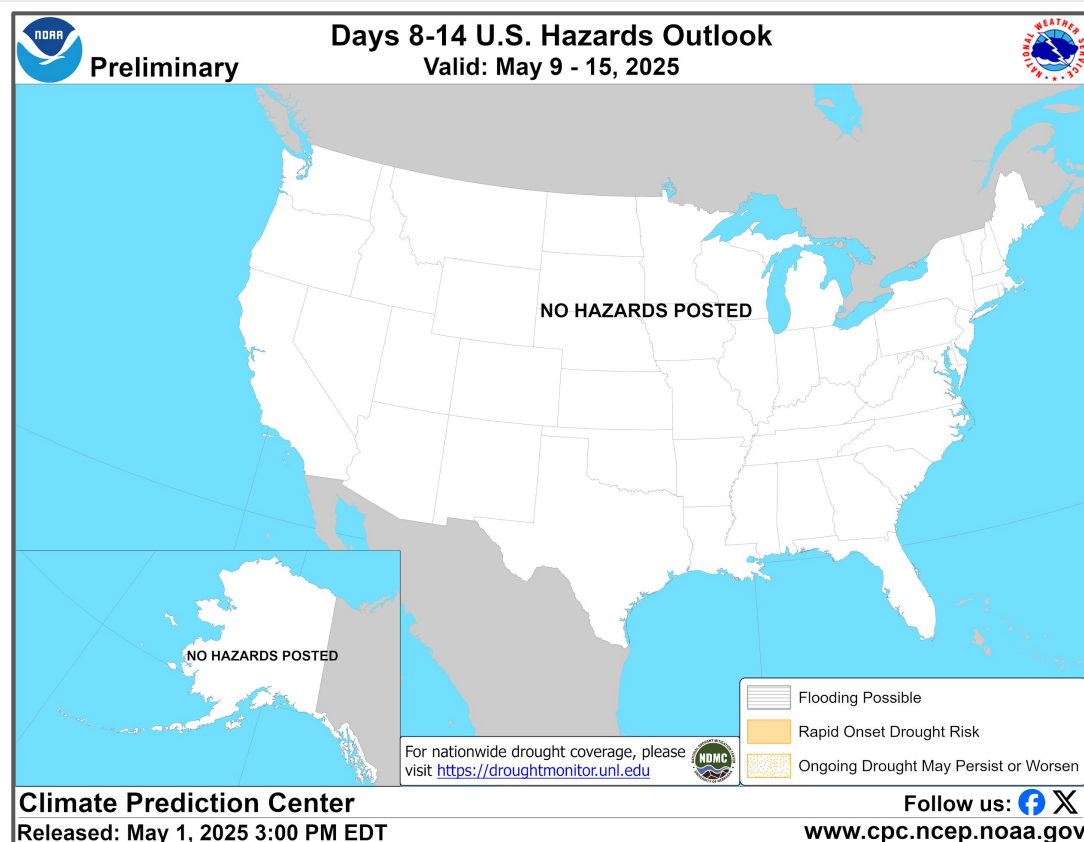 NOAA
Preliminary
Days 8-14 U.S. Hazards Outlook
Valid: May 9 - 15, 2025
NATIONAL WEATHER SERVICE
NO HAZARDS POSTED
NO HAZARDS POSTED
Flooding Possible
Rapid Onset Drought Risk
Ongoing Drought May Persist or Worsen
For nationwide drought coverage, please
visit https://droughtmonitor.unl.edu
NDMC
Climate Prediction Center
Released: May 1, 2025 3:00 PM EDT
Follow us:
www.cpc.ncep.noaa.gov